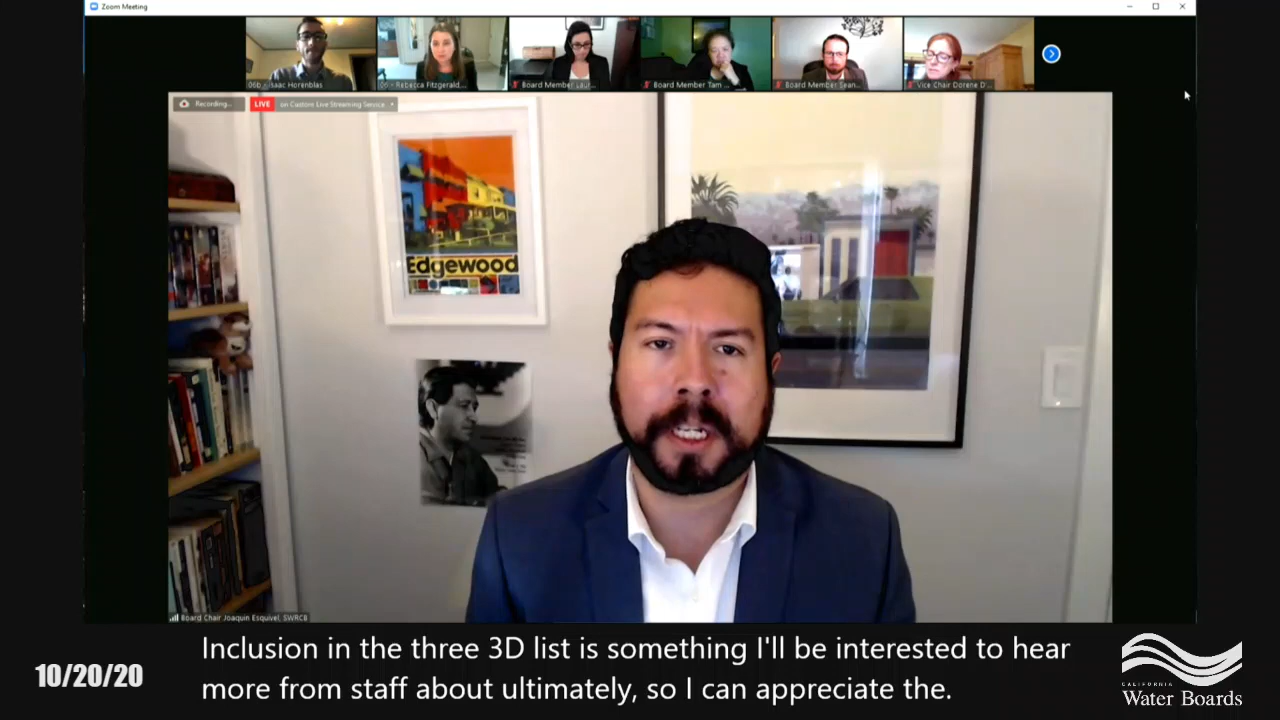 Zoom Meeting
06b - Isaac Horenblas
06 - Rebecca Fitzgerald...
Board Member Laur...
Board Member Tam ...
Board Member Sean...
Vice Chair Dorene D'...
Recording...
LIVE on Custom Live Streaming Service
Edgewood
Board Chair Joaquin Esquivel, SWRCB
10/20/20
Inclusion in the three 3D list is something I'll be interested to hear
more from staff about ultimately, so I can appreciate the.
CALIFORNIA
Water Boards